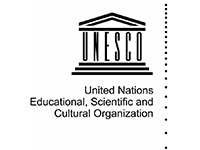 UNESCO
United Nations
Educational, Scientific and
Cultural Organization